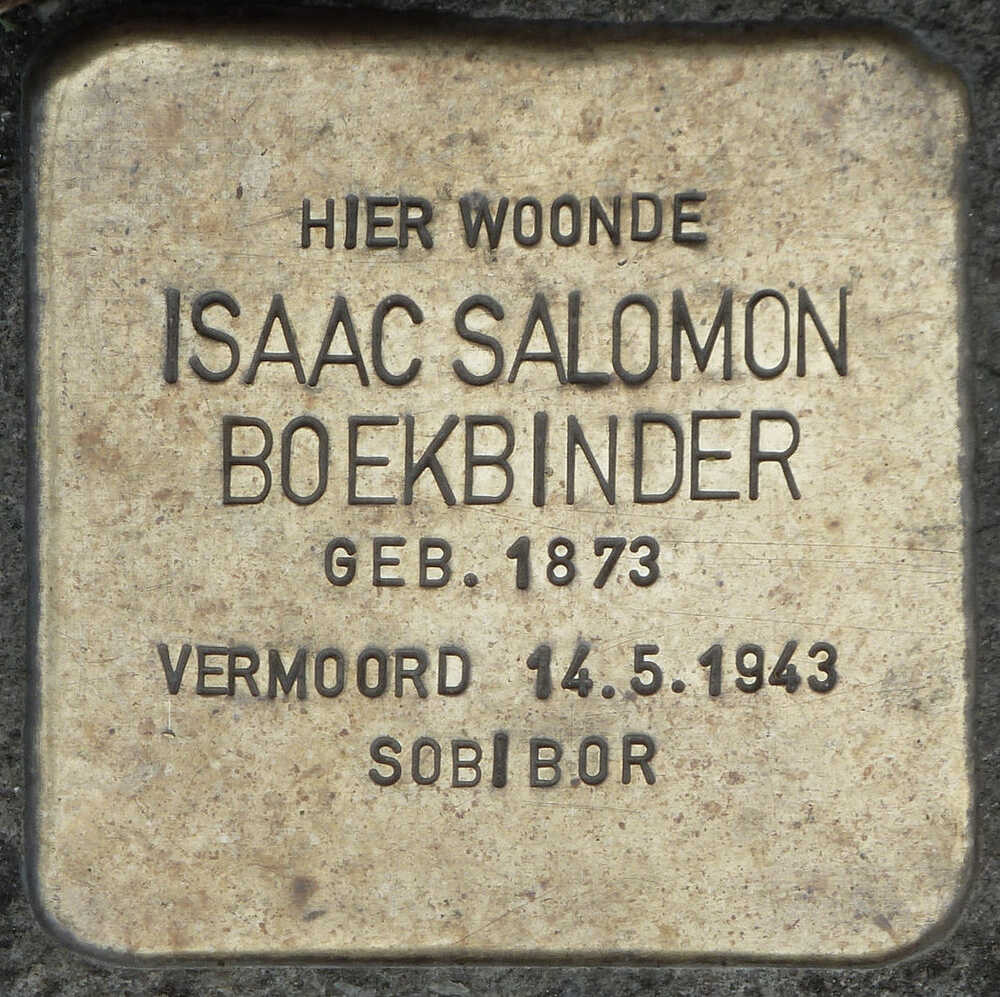 HIER WOONDE
ISAAC SALOMON
BOEKBINDER
GEB. 1873
VERMOORD 14.5.1943
SOBIBOR